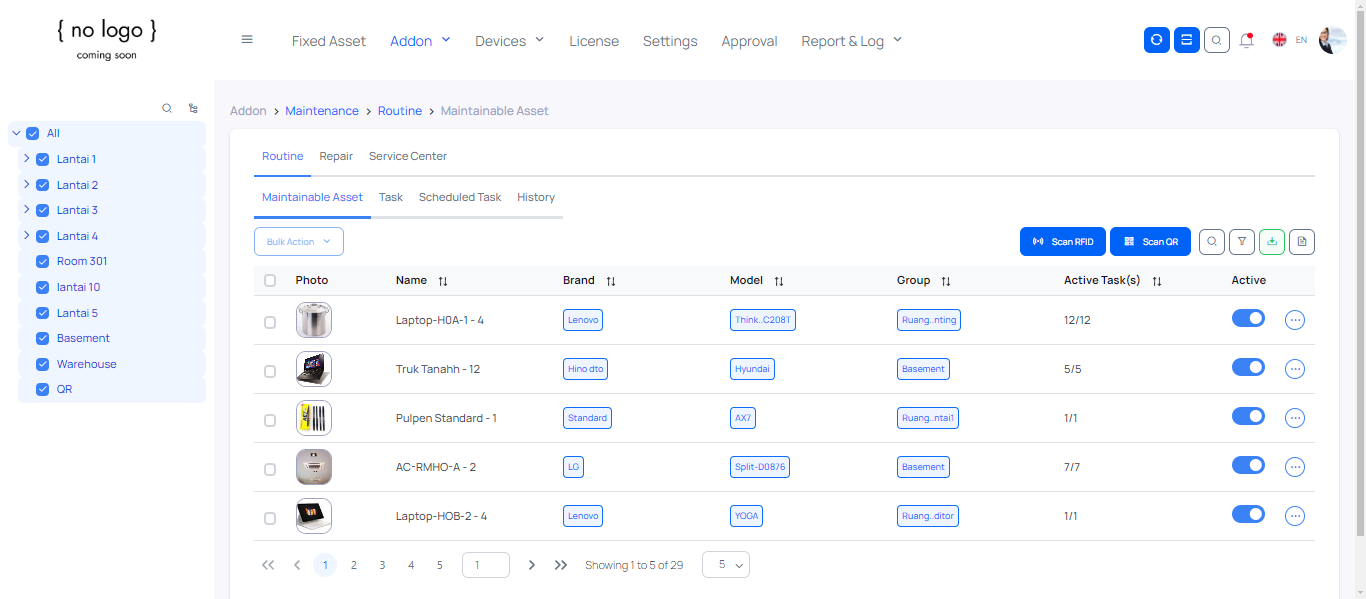 { no logo }
coming soon
Fixed Asset Addon Devices License Settings Approval Report & Log EN
All
Lantai 1
Lantai 2
Lantai 3
Lantai 4
Room 301
lantai 10
Lantai 5
Basement
Warehouse
QR
Addon > Maintenance > Routine > Maintainable Asset
Routine Repair Service Center
Maintainable Asset Task Scheduled Task History
Bulk Action Scan RFID Scan QR
Photo Name Brand Model Group Active Task(s) Active
Laptop-H0A-1 - 4 Lenovo Think..C208T Ruang..nting 12/12
Truk Tanahh - 12 Hino dto Hyundai Basement 5/5
Pulpen Standard - 1 Standard AX7 Ruang..ntai1 1/1
AC-RMHO-A - 2 LG Split-D0876 Basement 7/7
Laptop-HOB-2 - 4 Lenovo YOGA Ruang..ditor 1/1
1 2 3 4 5 1 Showing 1 to 5 of 29 5